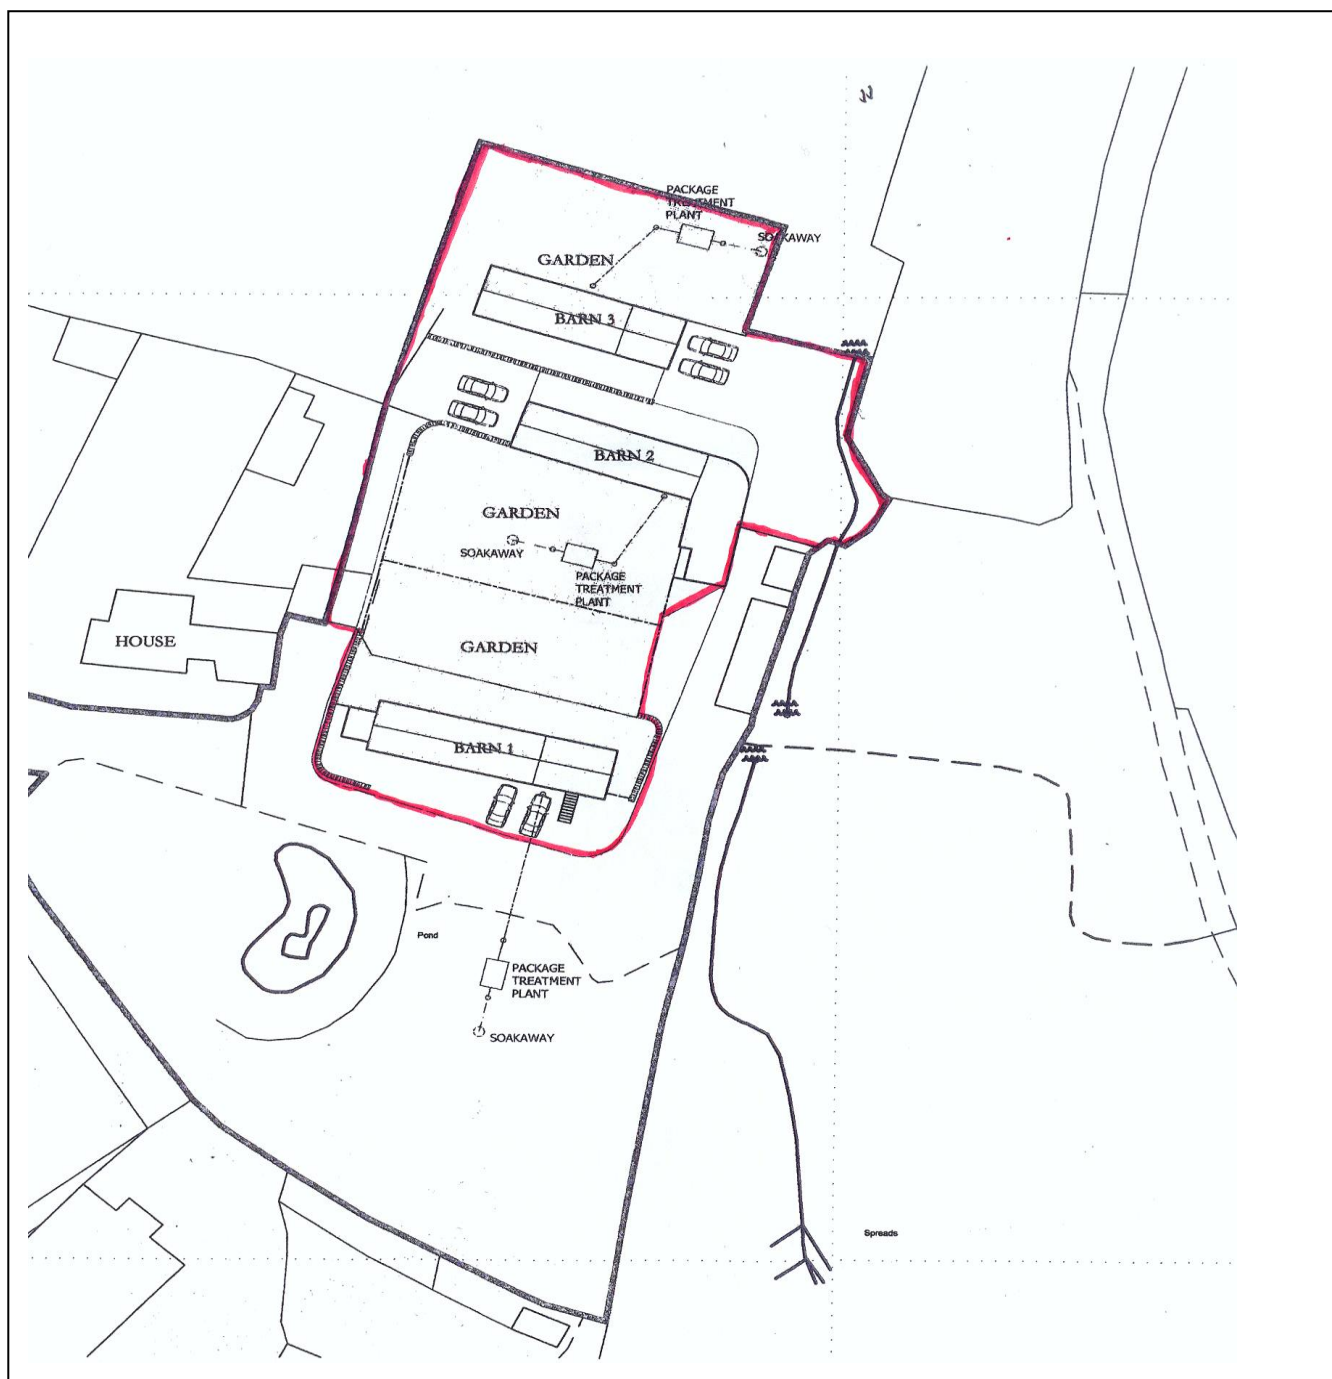 PACKAGE
TREATMENT
PLANT
SOAKAWAY
GARDEN
BARN 3
BARN 2
GARDEN
SOAKAWAY
PACKAGE
TREATMENT
PLANT
HOUSE
GARDEN
BARN 1
Pond
PACKAGE
TREATMENT
PLANT
SOAKAWAY
Spreads